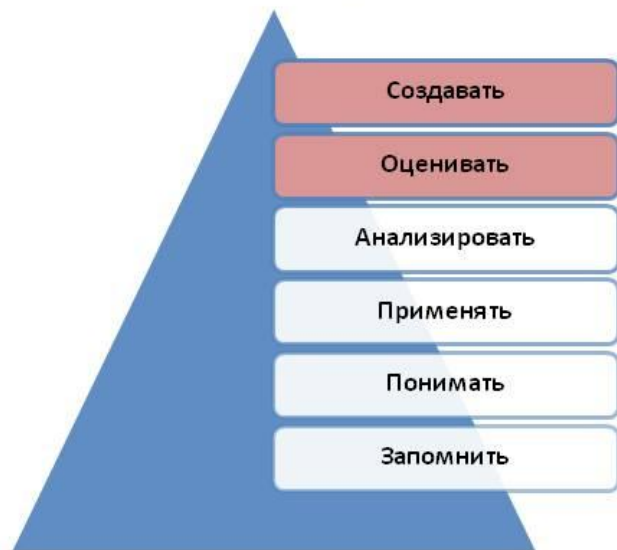 Создавать
Оценивать
Анализировать
Применять
Понимать
Запомнить